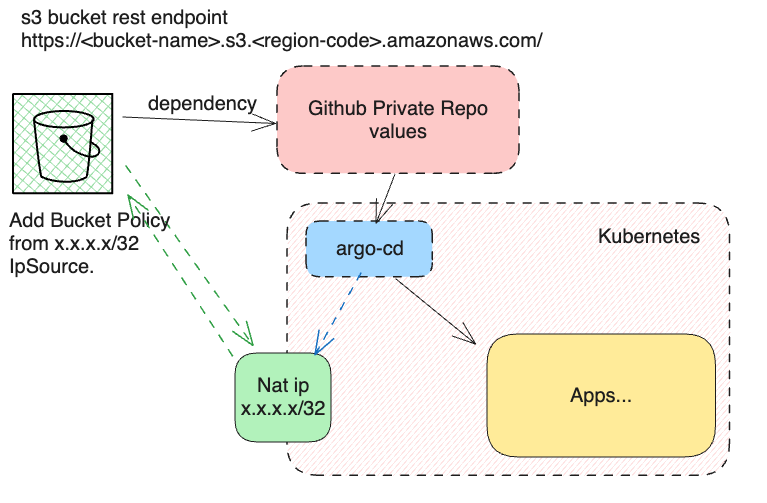 s3 bucket rest endpoint
https://<bucket-name>.s3.<region-code>.amazonaws.com/
dependency
Github Private Repo
values
Add Bucket Policy
from x.x.x.x/32
IpSource.
argo-cd
Kubernetes
Nat ip
x.x.x.x/32
Apps...